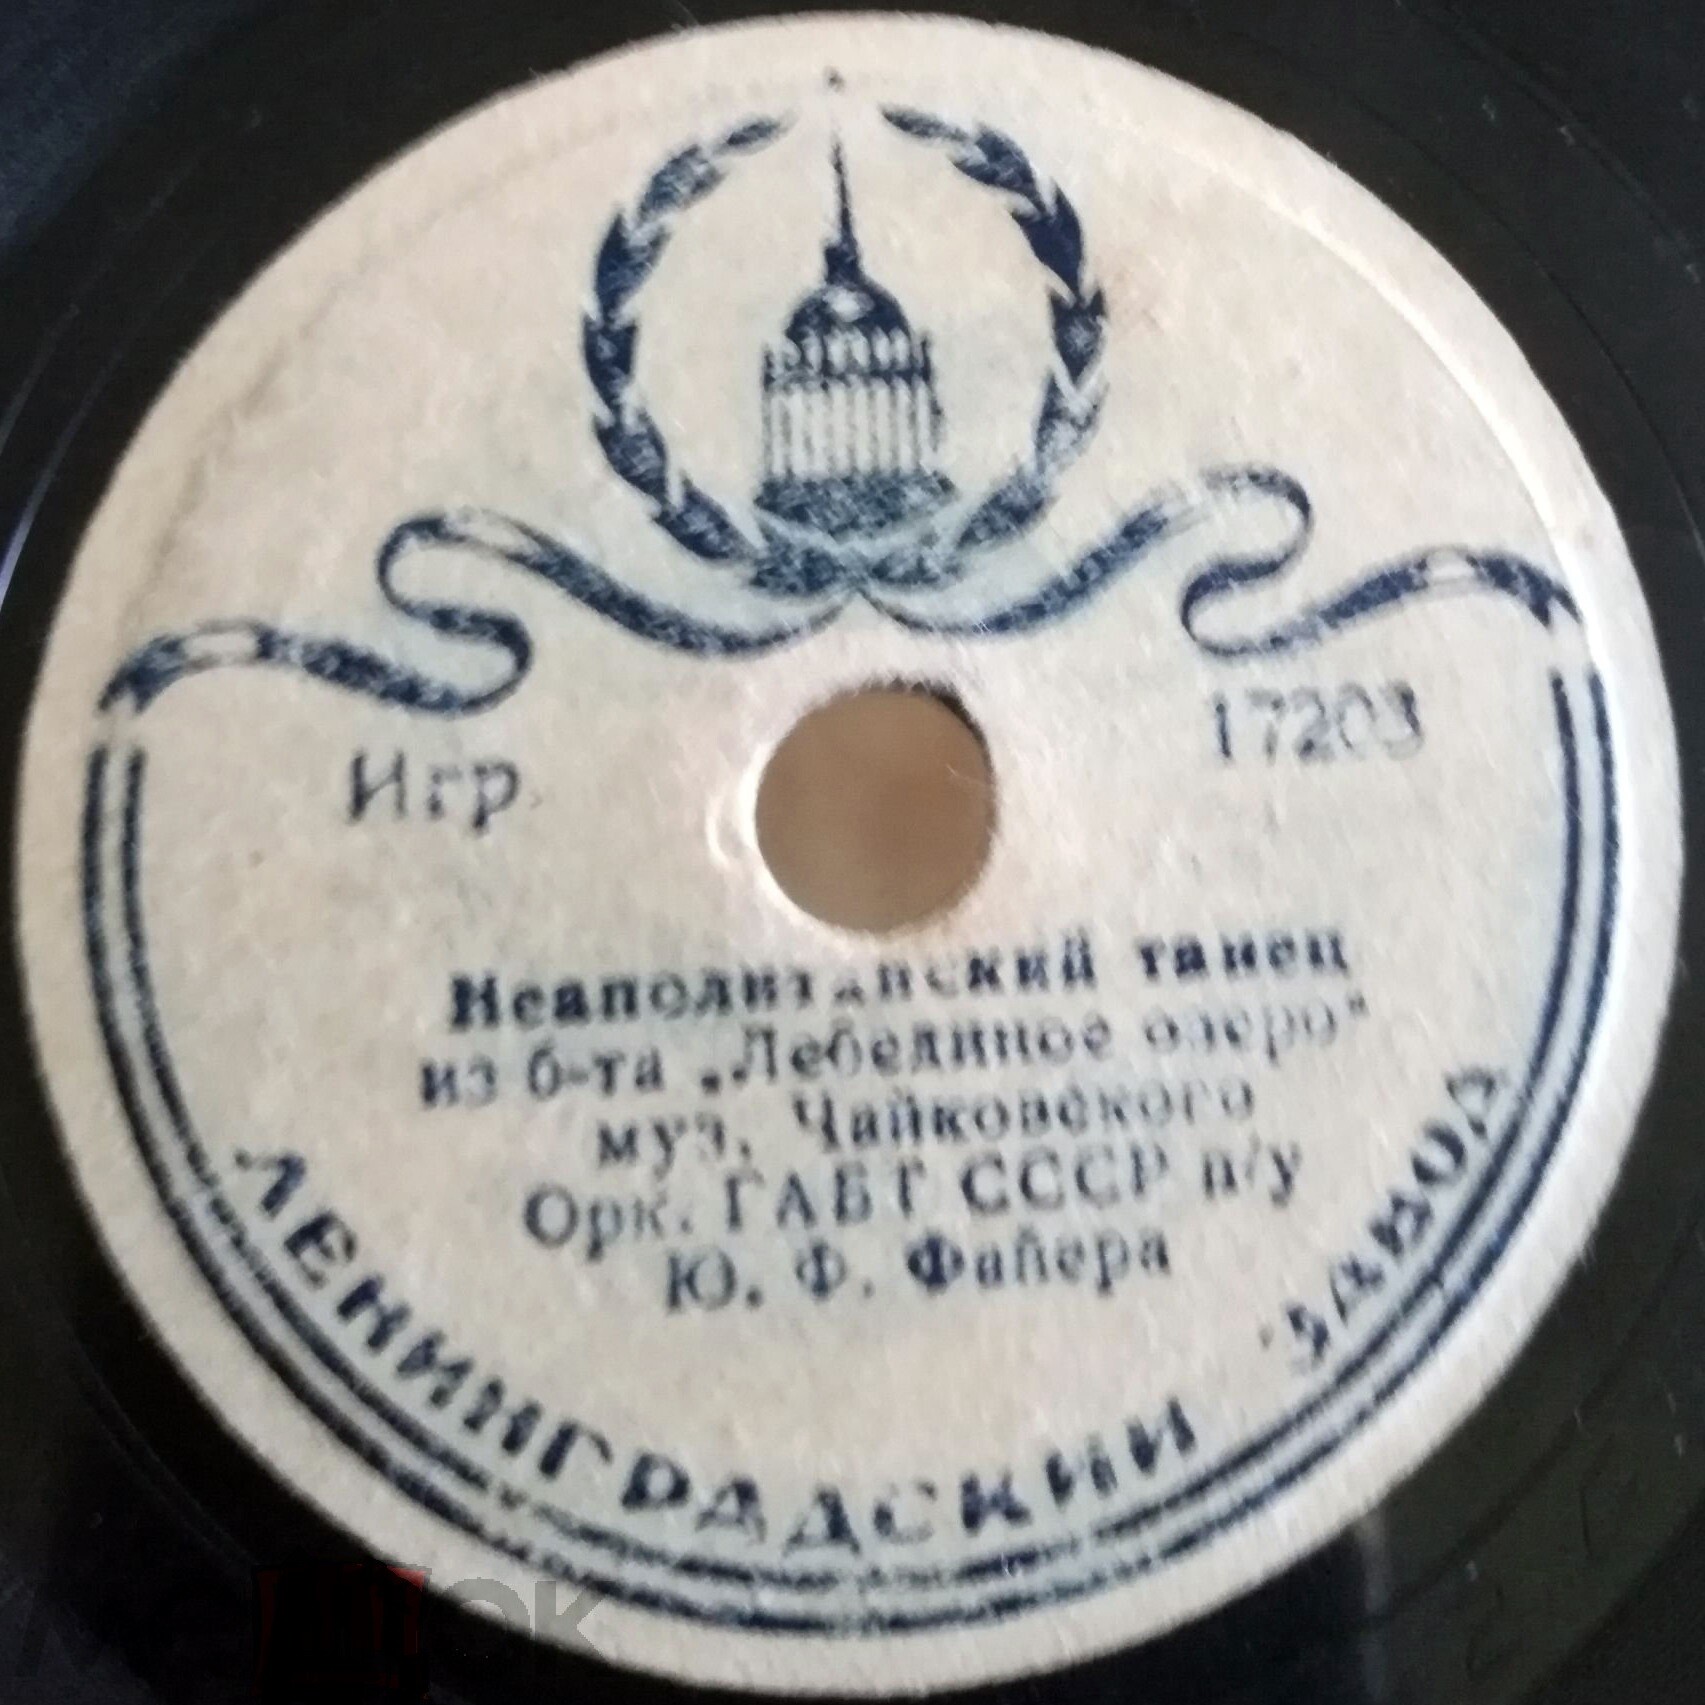 Игр.
17203
Неаполитанский танец
из б-та „Лебединое озеро"
муз. Чайковского
Орк. ГАБТ СССР п/у
Ю. Ф. Файера
ЛЕНИНГРАДСКИЙ ЗАВОД